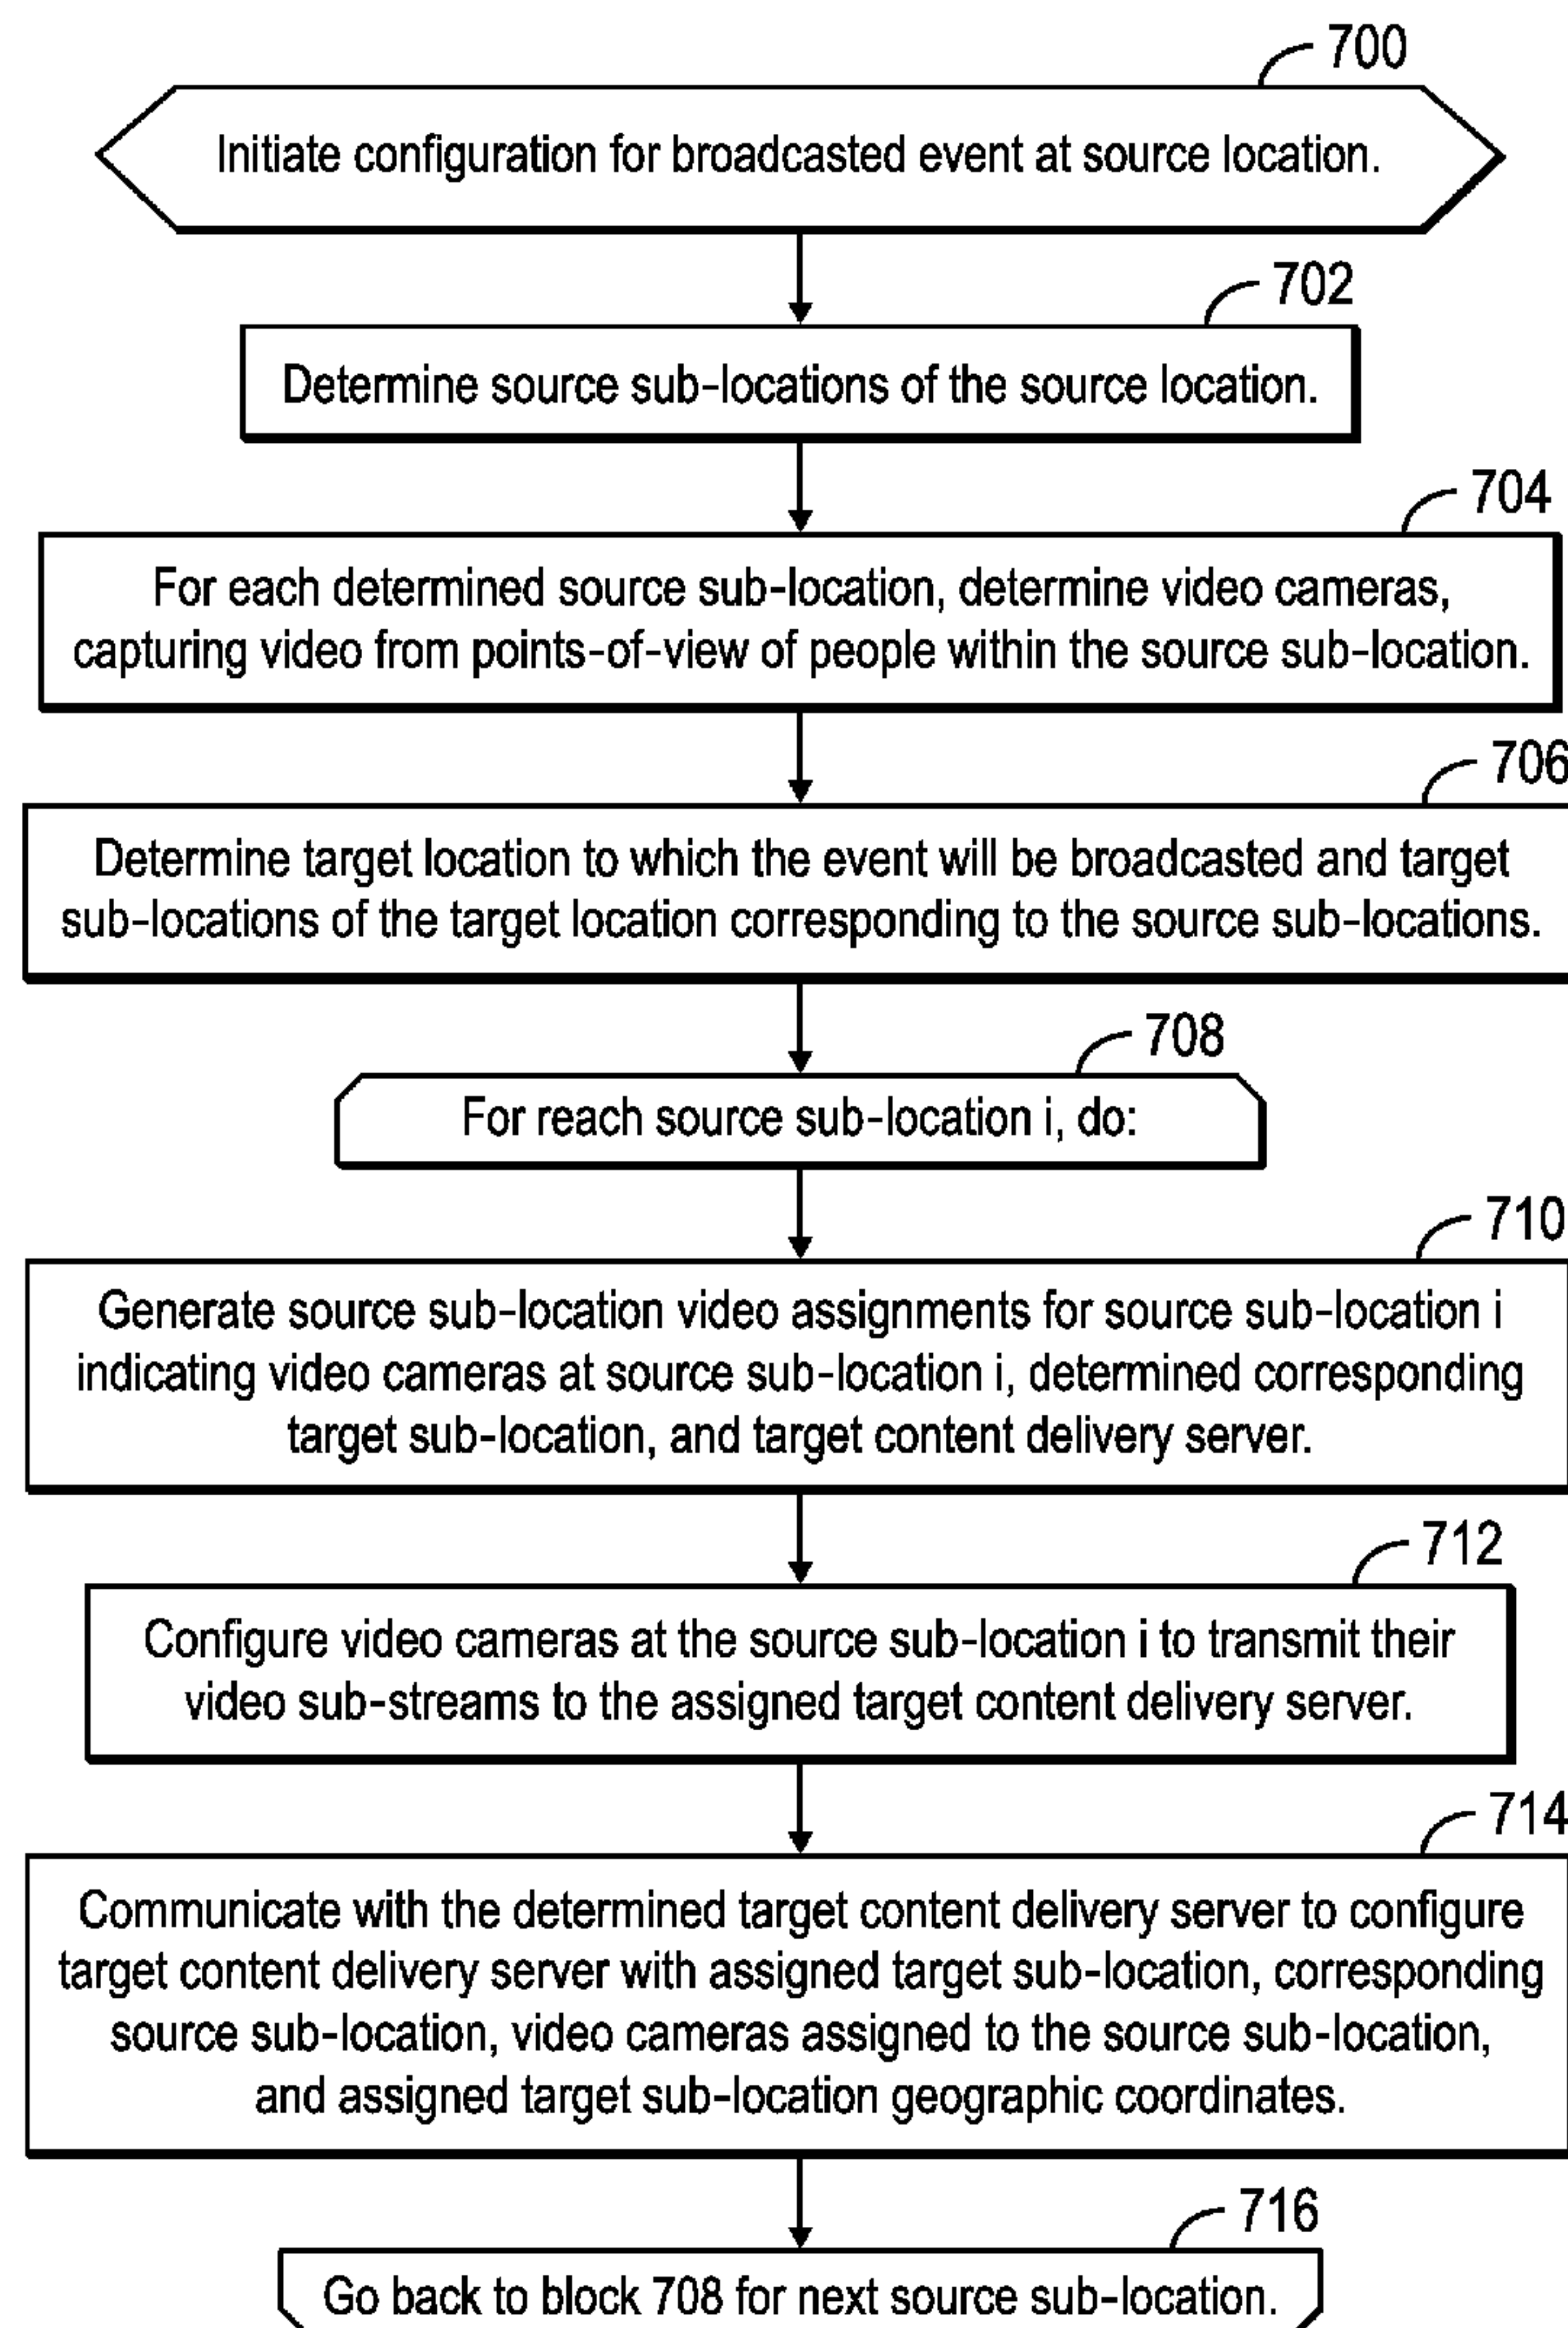 700
Initiate configuration for broadcasted event at source location.
702
Determine source sub-locations of the source location.
704
For each determined source sub-location, determine video cameras,
capturing video from points-of-view of people within the source sub-location.
706
Determine target location to which the event will be broadcasted and target
sub-locations of the target location corresponding to the source sub-locations.
708
For reach source sub-location i, do:
710
Generate source sub-location video assignments for source sub-location i
indicating video cameras at source sub-location i, determined corresponding
target sub-location, and target content delivery server.
712
Configure video cameras at the source sub-location i to transmit their
video sub-streams to the assigned target content delivery server.
714
Communicate with the determined target content delivery server to configure
target content delivery server with assigned target sub-location, corresponding
source sub-location, video cameras assigned to the source sub-location,
and assigned target sub-location geographic coordinates.
716
Go back to block 708 for next source sub-location.